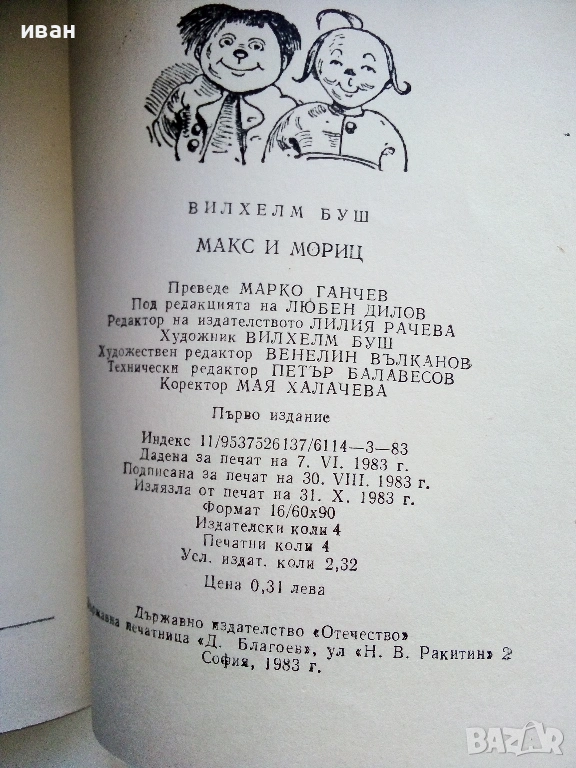 иван
ВИЛХЕЛМ БУШ
МАКС И МОРИЦ
Преведе МАРКО ГАНЧЕВ
Под редакцията на ЛЮБЕН ДИЛОВ
Редактор на издателството ЛИЛИЯ РАЧЕВА
Художник ВИЛХЕЛМ БУШ
Художествен редактор ВЕНЕЛИН ВЪЛКАНОВ
Технически редактор ПЕТЪР БАЛАВЕСОВ
Коректор МАЯ ХАЛАЧЕВА
Първо издание
Индекс 11/9537526137/6114—3—83
Дадена за печат на 7. VI. 1983 г.
Подписана за печат на 30. VIII. 1983 г.
Излязла от печат на 31. X. 1983 г.
Формат 16/60х90
Издателски коли 4
Печатни коли 4
Усл. издат. коли 2,32
Цена 0,31 лева
Държавно издателство «Отечество»
Държавна печатница «Д. Благоев», ул «Н. В. Ракитин» 2
София, 1983 г.
BAZAR